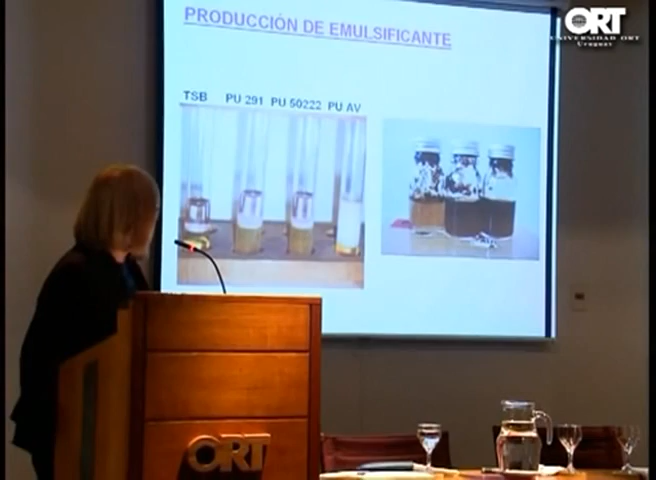 PRODUCCIÓN DE EMULSIFICANTE
ORT
UNIVERSIDAD ORT
Uruguay
TSB PU 291 PU 50222 PU AV
ORT